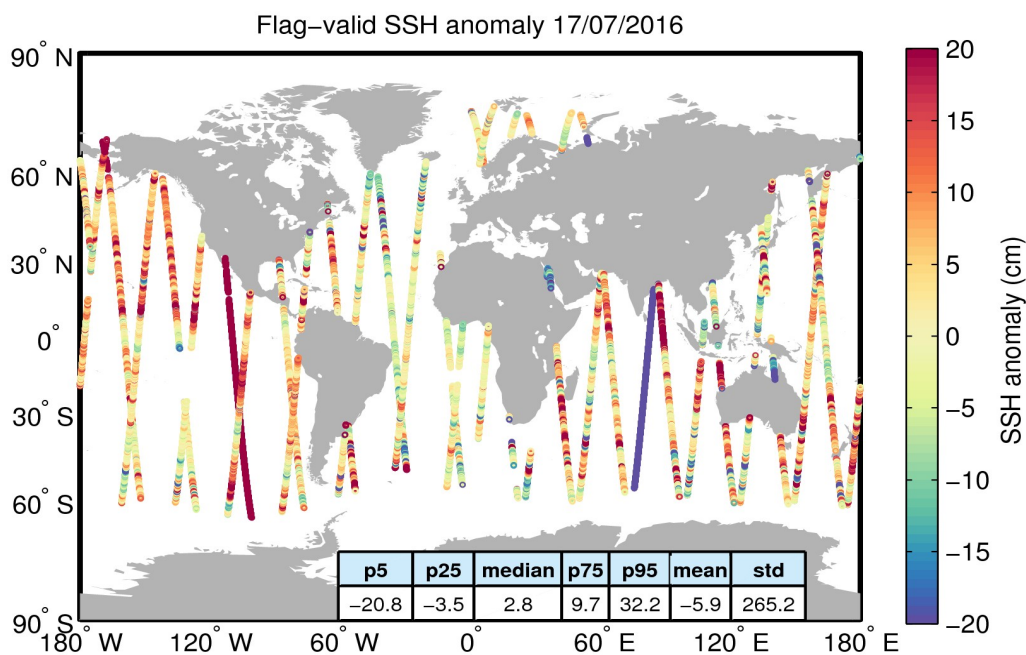 Flag−valid SSH anomaly 17/07/2016
90° N
60° N
30° N
0°
30° S
60° S
90° S
180° W
120° W
60° W
0°
60° E
120° E
180° E
p5 p25 median p75 p95 mean std
−20.8 −3.5 2.8 9.7 32.2 −5.9 265.2
20
15
10
5
0
−5
−10
−15
−20
SSH anomaly (cm)